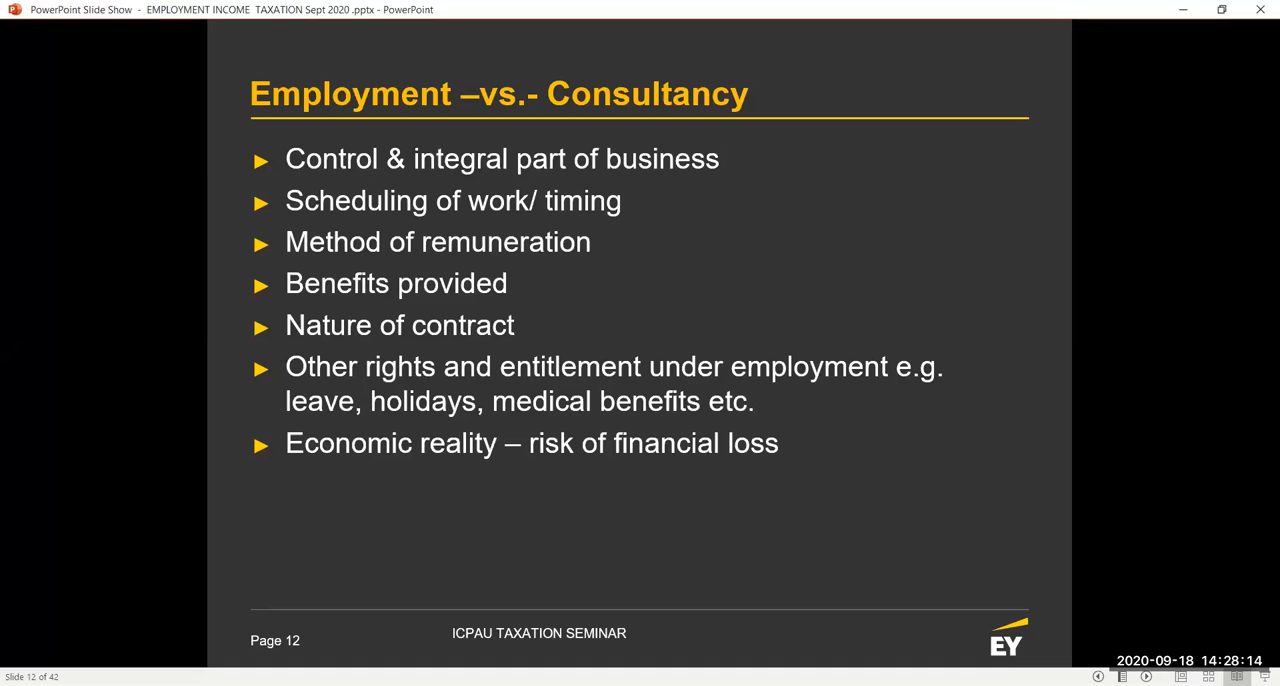 PowerPoint Slide Show - EMPLOYMENT INCOME TAXATION Sept 2020 .pptx - PowerPoint
Employment –vs.- Consultancy
► Control & integral part of business
► Scheduling of work/ timing
► Method of remuneration
► Benefits provided
► Nature of contract
► Other rights and entitlement under employment e.g.
leave, holidays, medical benefits etc.
► Economic reality – risk of financial loss
Page 12
ICPAU TAXATION SEMINAR
EY
2020-09-18 14:28:14
Slide 12 of 42